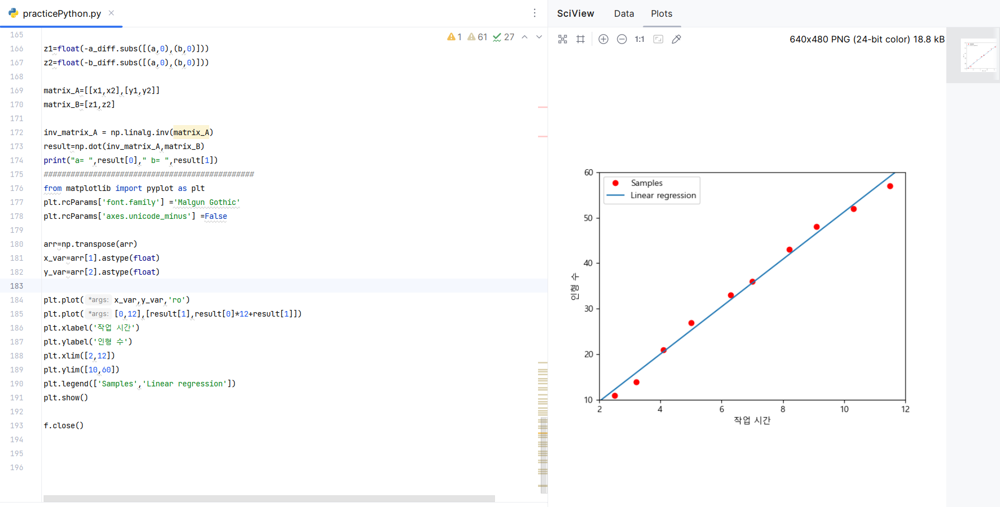 practicePython.py
SciView Data Plots
165
1 61 27
1:1
640x480 PNG (24-bit color) 18.8 kB
166 z1=float(-a_diff.subs([(a,0),(b,0)]))
167 z2=float(-b_diff.subs([(a,0),(b,0)]))
168
169 matrix_A=[[x1,x2],[y1,y2]]
170 matrix_B=[z1,z2]
171
172 inv_matrix_A = np.linalg.inv(matrix_A)
173 result=np.dot(inv_matrix_A,matrix_B)
174 print("a= ",result[0]," b= ",result[1])
175 ###############################################
176 from matplotlib import pyplot as plt
177 plt.rcParams['font.family'] ='Malgun Gothic'
178 plt.rcParams['axes.unicode_minus'] =False
179
180 arr=np.transpose(arr)
181 x_var=arr[1].astype(float)
182 y_var=arr[2].astype(float)
183
184 plt.plot( *args: x_var,y_var,'ro')
185 plt.plot( *args: [0,12],[result[1],result[0]*12+result[1]])
186 plt.xlabel('작업 시간')
187 plt.ylabel('인형 수')
188 plt.xlim([2,12])
189 plt.ylim([10,60])
190 plt.legend(['Samples','Linear regression'])
191 plt.show()
192
193 f.close()
194
195
196
60
Samples
Linear regression
50
40
인형 수
30
20
10
2 4 6 8 10 12
작업 시간